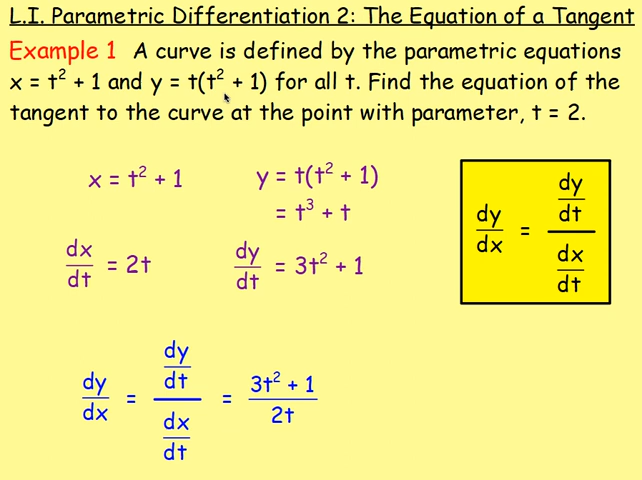 L.I. Parametric Differentiation 2: The Equation of a Tangent
Example 1 A curve is defined by the parametric equations
x = t² + 1 and y = t(t² + 1) for all t. Find the equation of the
tangent to the curve at the point with parameter, t = 2.
x = t² + 1
y = t(t² + 1)
= t³ + t
dx/dt = 2t
dy/dt = 3t² + 1
dy/dx = (dy/dt)/(dx/dt)
dy/dx = (dy/dt)/(dx/dt) = (3t² + 1)/2t